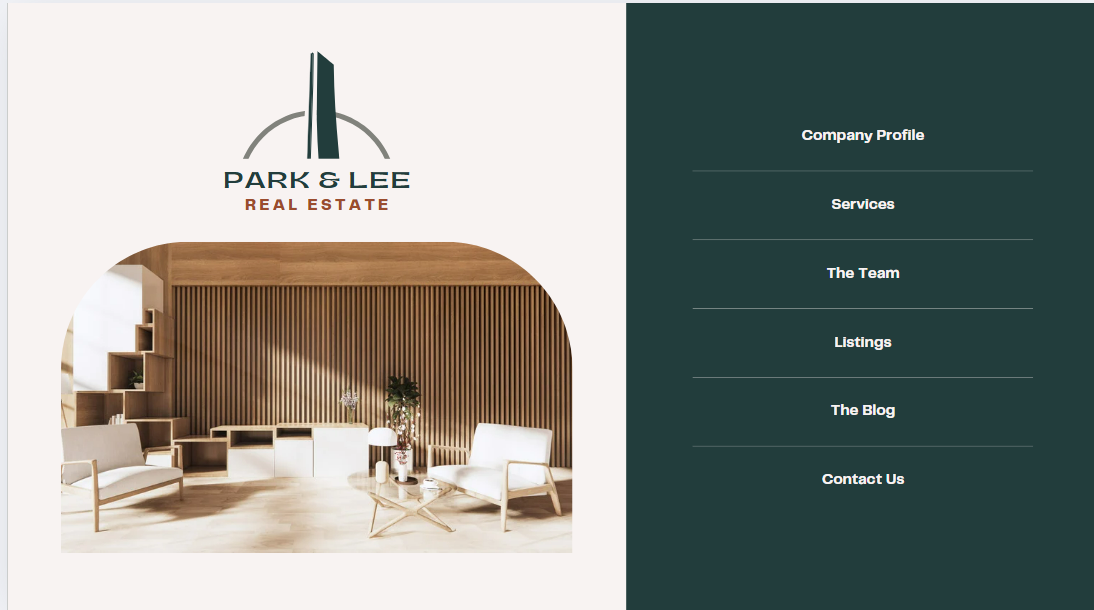 PARK & LEE
REAL ESTATE
Company Profile
Services
The Team
Listings
The Blog
Contact Us